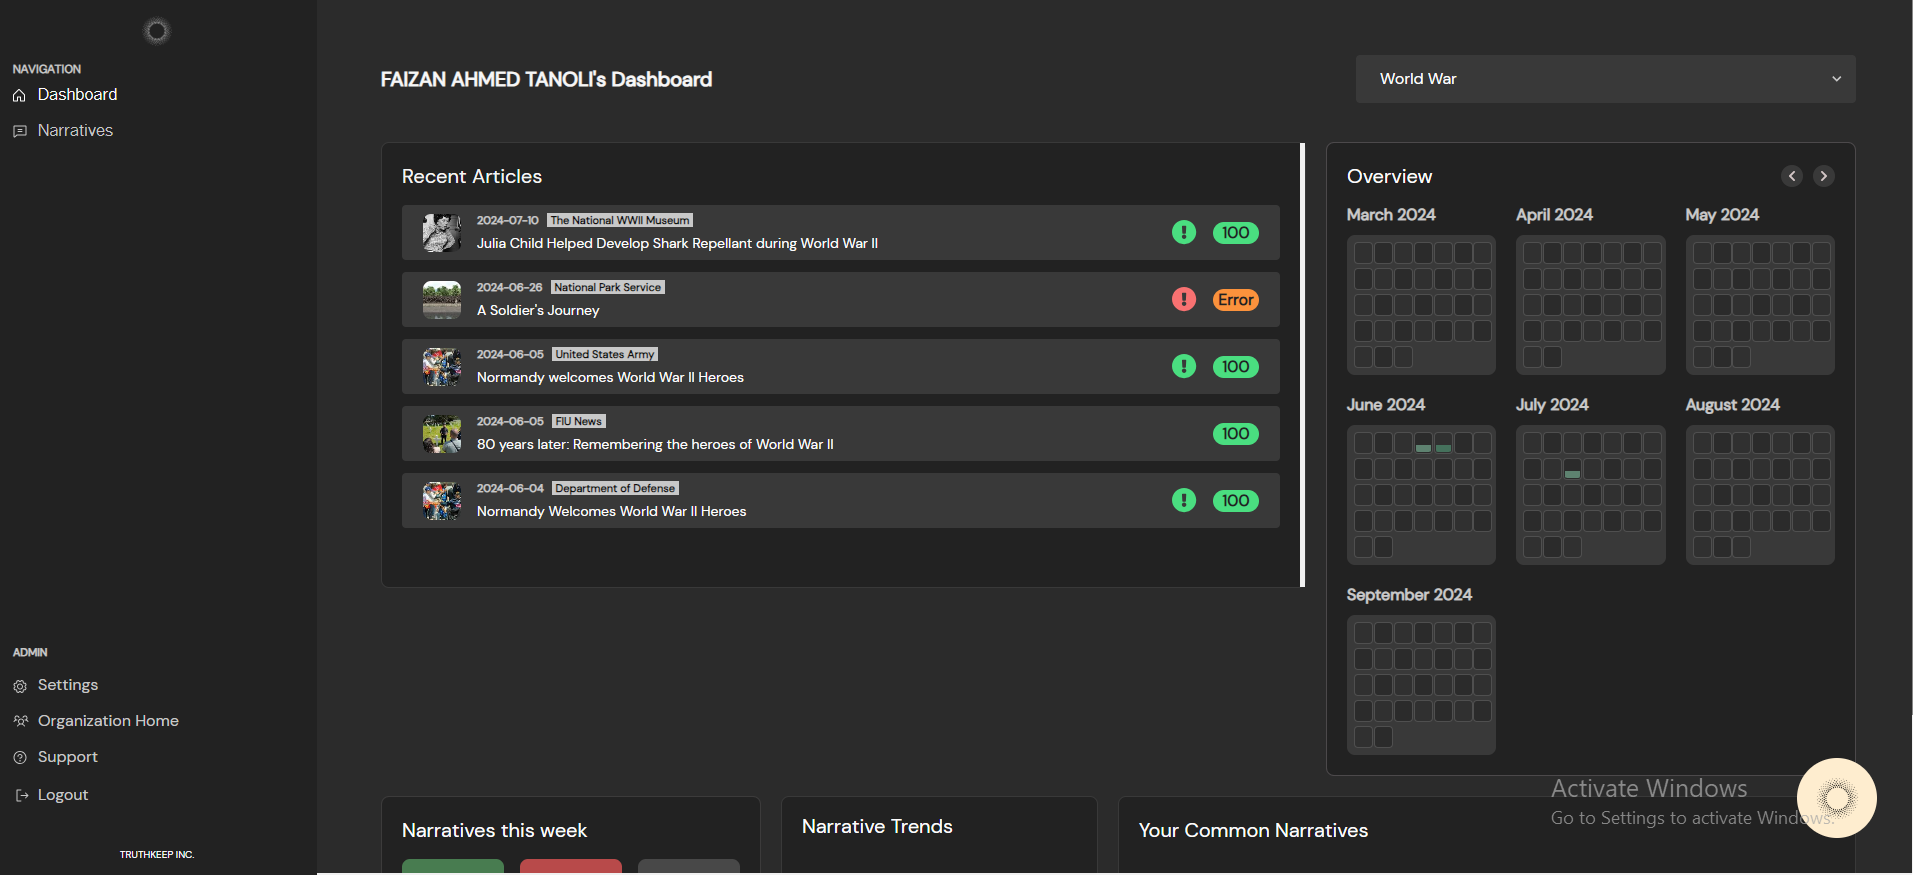 NAVIGATION
Dashboard
Narratives
ADMIN
Settings
Organization Home
Support
Logout
TRUTHKEEP INC.
FAIZAN AHMED TANOLI's Dashboard
World War
Recent Articles
2024-07-10 The National WWII Museum
Julia Child Helped Develop Shark Repellant during World War II
! 100
2024-06-26 National Park Service
A Soldier's Journey
! Error
2024-06-05 United States Army
Normandy welcomes World War II Heroes
! 100
2024-06-05 FIU News
80 years later: Remembering the heroes of World War II
100
2024-06-04 Department of Defense
Normandy Welcomes World War II Heroes
! 100
Overview
March 2024
April 2024
May 2024
June 2024
July 2024
August 2024
September 2024
Narratives this week
Narrative Trends
Your Common Narratives
Activate Windows
Go to Settings to activate Windows.